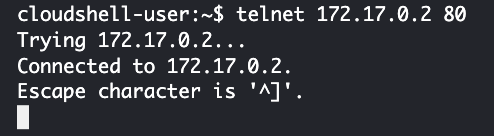 cloudshell-user:~$ telnet 172.17.0.2 80
Trying 172.17.0.2...
Connected to 172.17.0.2.
Escape character is '^]'.